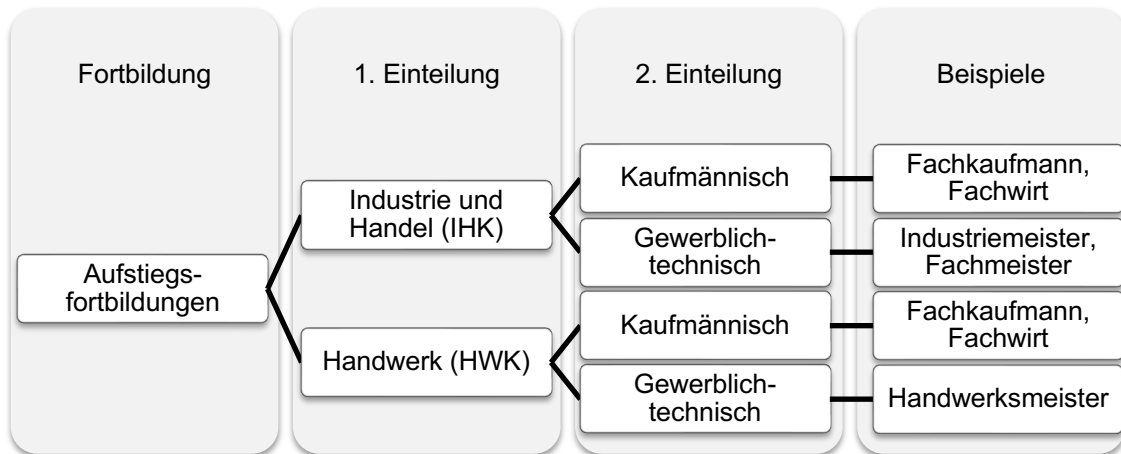 Fortbildung
1. Einteilung
2. Einteilung
Beispiele
Aufstiegs-
fortbildungen
Industrie und
Handel (IHK)
Handwerk (HWK)
Kaufmännisch
Gewerblich-
technisch
Kaufmännisch
Gewerblich-
technisch
Fachkaufmann,
Fachwirt
Industriemeister,
Fachmeister
Fachkaufmann,
Fachwirt
Handwerksmeister